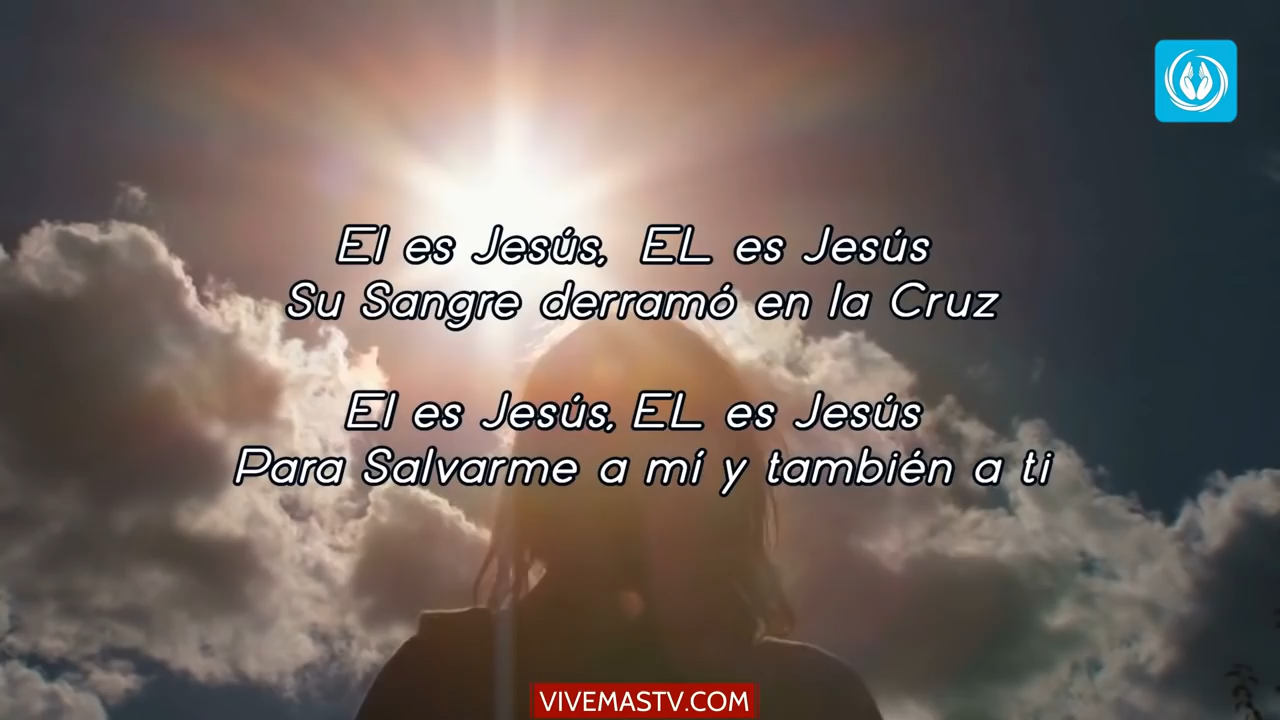 El es Jesús, EL es Jesús
Su Sangre derramó en la Cruz
El es Jesús, EL es Jesús
Para Salvarme a mí y también a ti
VIVEMASTV.COM